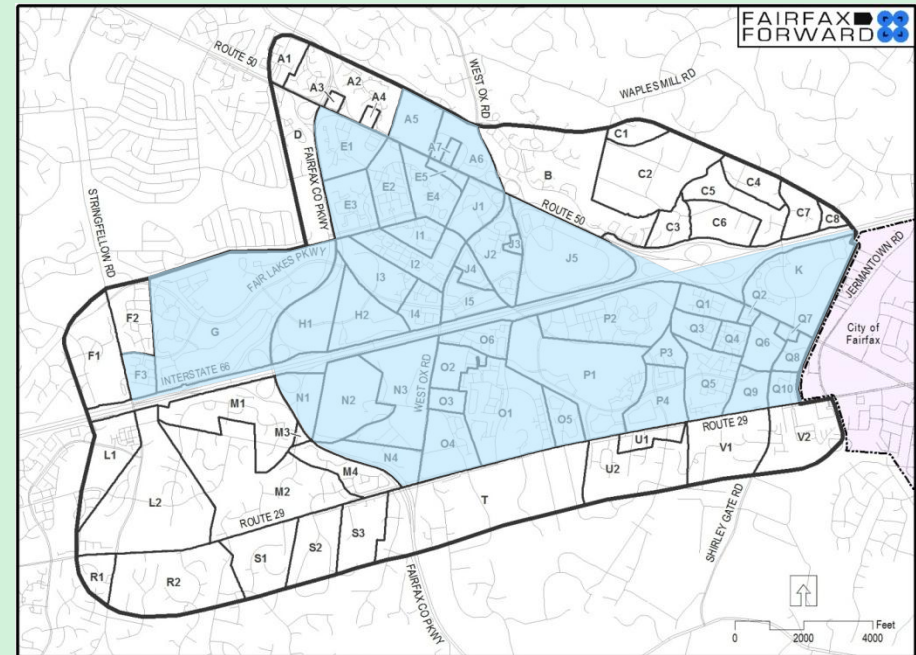 FAIRFAX
FORWARD
ROUTE 50
WEST OX RD
WAPLES MILL RD
A1
A2
A3
A4
A5
A7
A6
D
FAIRFAX CO PKWY
E1
E2
E3
E4
E5
B
C1
C2
C3
C4
C5
C6
C7
C8
ROUTE 50
JERMANTOWN RD
STRINGFELLOW RD
FAIR LAKES PKWY
I1
I2
I3
I4
I5
J1
J2
J3
J4
J5
K
City of
Fairfax
F1
F2
F3
G
H1
H2
INTERSTATE 66
WEST OX RD
N1
N2
N3
N4
O1
O2
O3
O4
O5
O6
P1
P2
P3
P4
Q1
Q2
Q3
Q4
Q5
Q6
Q7
Q8
Q9
Q10
L1
L2
M1
M2
M3
M4
ROUTE 29
ROUTE 29
U1
U2
V1
V2
T
R1
R2
S1
S2
S3
FAIRFAX CO PKWY
SHIRLEY GATE RD
Feet
0 2000 4000